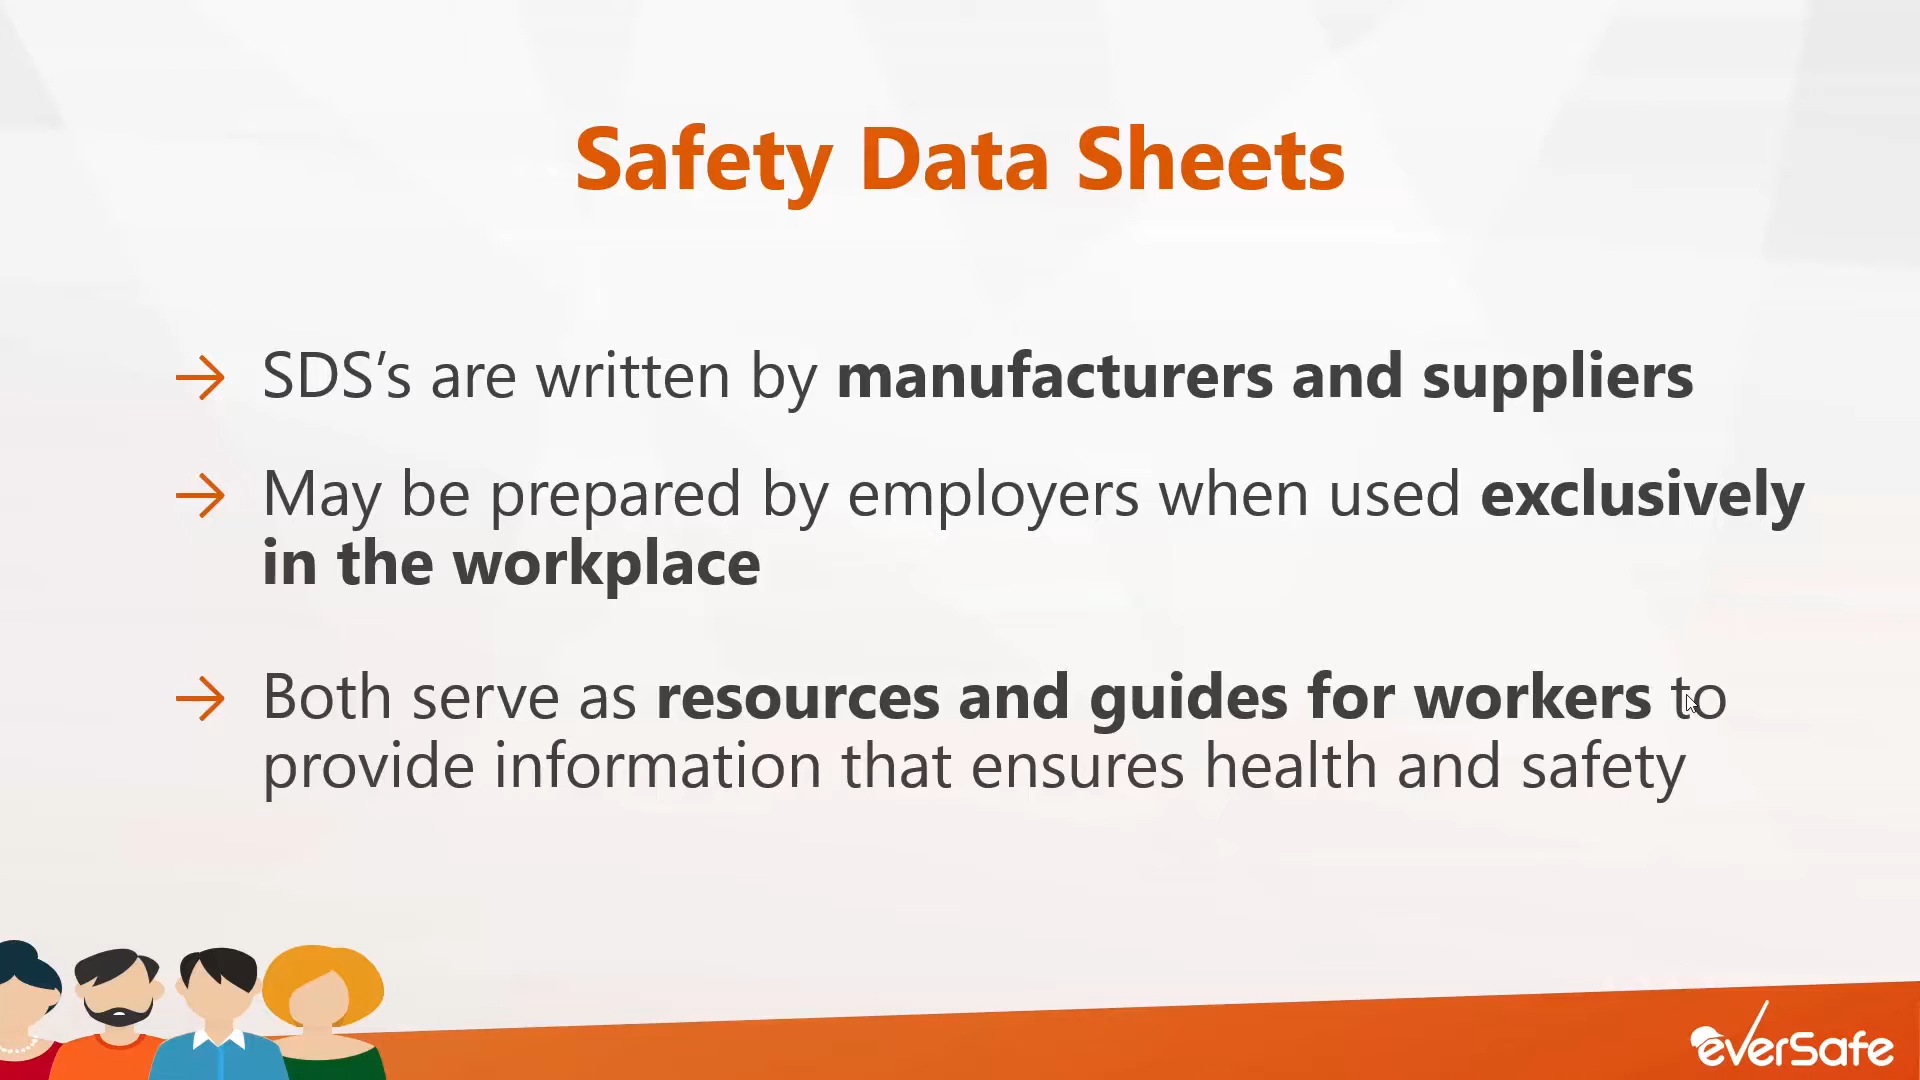 Safety Data Sheets
→ SDS’s are written by manufacturers and suppliers
→ May be prepared by employers when used exclusively
in the workplace
→ Both serve as resources and guides for workers to
provide information that ensures health and safety
everSafe